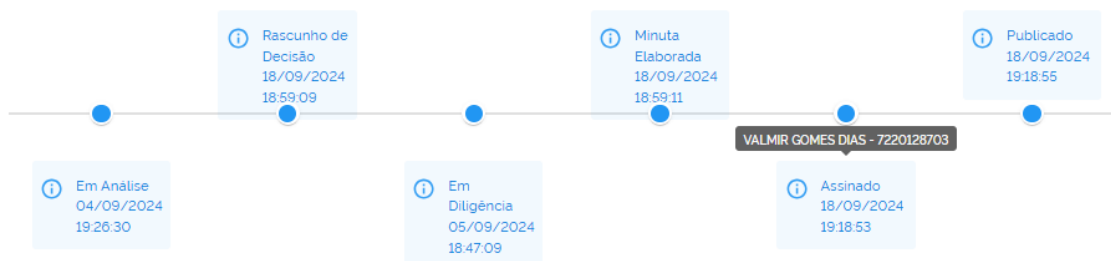 Rascunho de
Decisão
18/09/2024
18:59:09
Minuta
Elaborada
18/09/2024
18:59:11
Publicado
18/09/2024
19:18:55
VALMIR GOMES DIAS - 7220128703
Em Análise
04/09/2024
19:26:30
Em
Diligência
05/09/2024
18:47:09
Assinado
18/09/2024
19:18:53